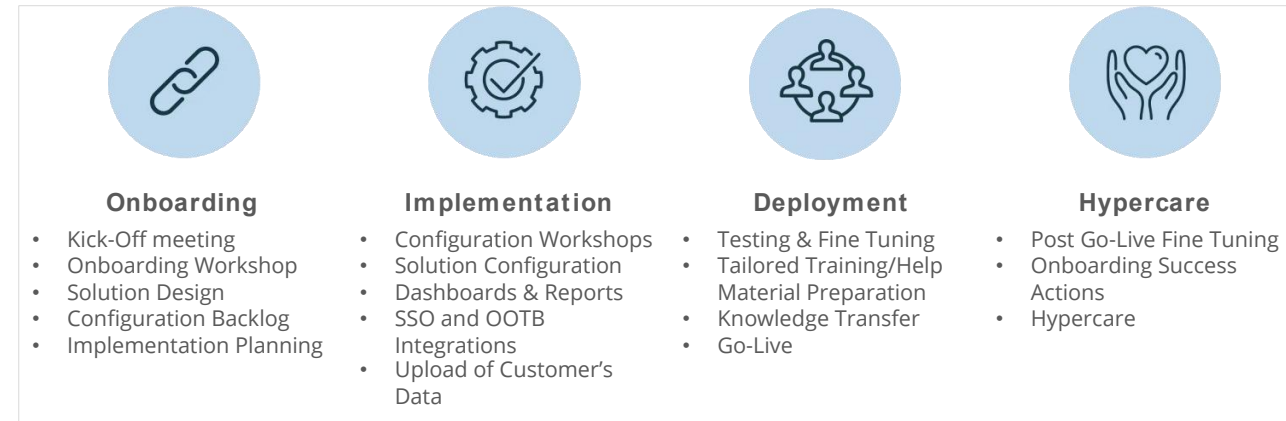 Onboarding
• Kick-Off meeting
• Onboarding Workshop
• Solution Design
• Configuration Backlog
• Implementation Planning
Implementation
• Configuration Workshops
• Solution Configuration
• Dashboards & Reports
• SSO and OOTB
Integrations
• Upload of Customer’s
Data
Deployment
• Testing & Fine Tuning
• Tailored Training/Help
Material Preparation
• Knowledge Transfer
• Go-Live
Hypercare
• Post Go-Live Fine Tuning
• Onboarding Success
Actions
• Hypercare